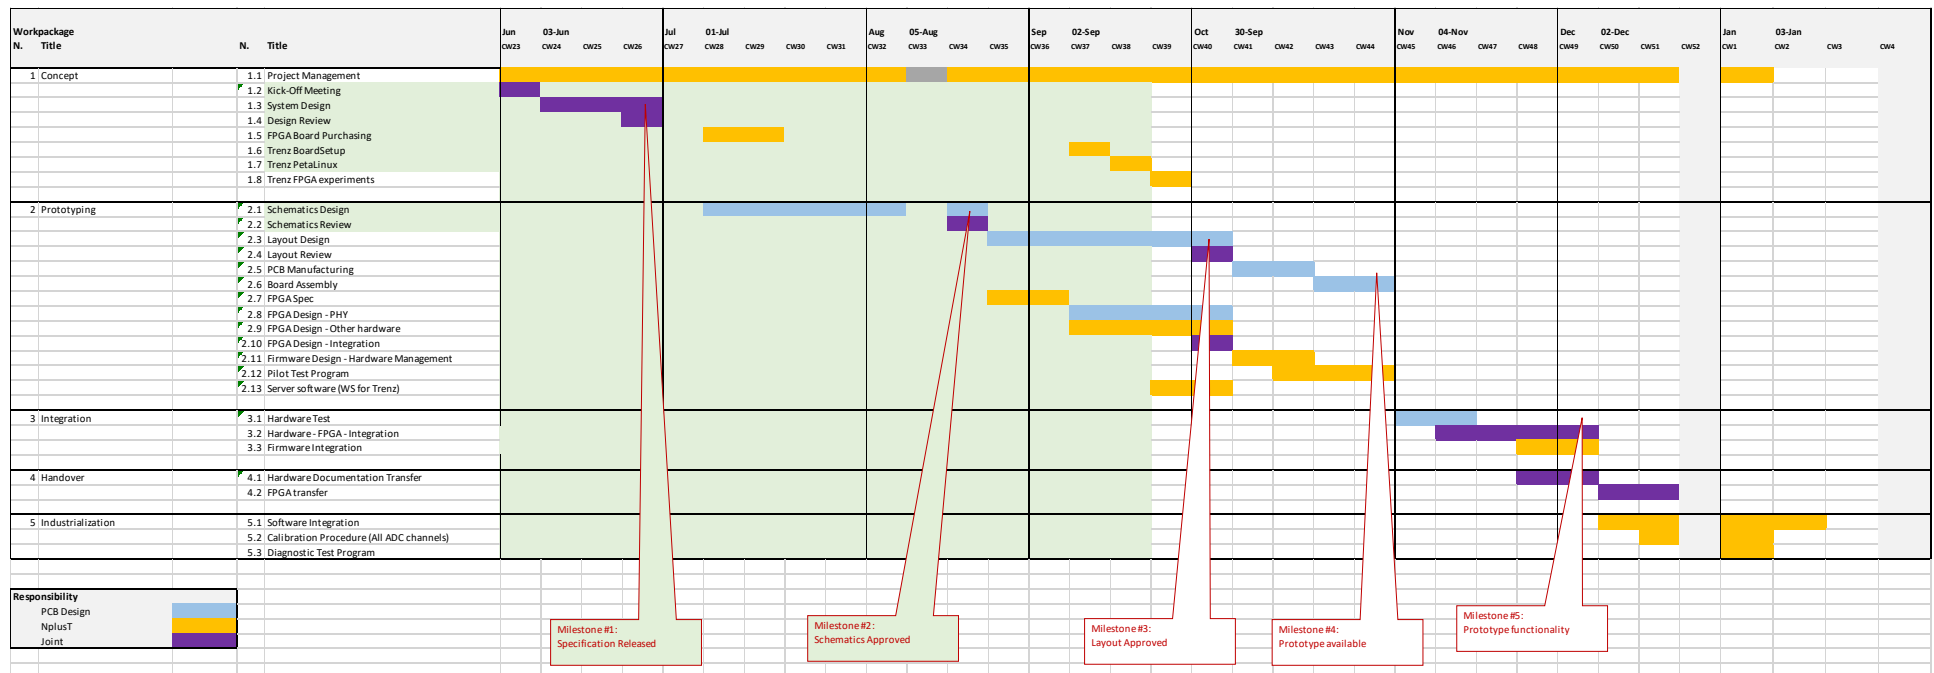 Workpackage
N. Title N. Title
Jun 03-Jun Jul 01-Jul Aug 05-Aug Sep 02-Sep Oct 30-Sep Nov 04-Nov Dec 02-Dec Jan 03-Jan
CW23 CW24 CW25 CW26 CW27 CW28 CW29 CW30 CW31 CW32 CW33 CW34 CW35 CW36 CW37 CW38 CW39 CW40 CW41 CW42 CW43 CW44 CW45 CW46 CW47 CW48 CW49 CW50 CW51 CW52 CW1 CW2 CW3 CW4
1 Concept 1.1 Project Management
1.2 Kick-Off Meeting
1.3 System Design
1.4 Design Review
1.5 FPGA Board Purchasing
1.6 Trenz BoardSetup
1.7 Trenz PetaLinux
1.8 Trenz FPGA experiments
2 Prototyping 2.1 Schematics Design
2.2 Schematics Review
2.3 Layout Design
2.4 Layout Review
2.5 PCB Manufacturing
2.6 Board Assembly
2.7 FPGA Spec
2.8 FPGA Design - PHY
2.9 FPGA Design - Other hardware
2.10 FPGA Design - Integration
2.11 Firmware Design - Hardware Management
2.12 Pilot Test Program
2.13 Server software (WS for Trenz)
3 Integration 3.1 Hardware Test
3.2 Hardware - FPGA - Integration
3.3 Firmware Integration
4 Handover 4.1 Hardware Documentation Transfer
4.2 FPGA transfer
5 Industrialization 5.1 Software Integration
5.2 Calibration Procedure (All ADC channels)
5.3 Diagnostic Test Program
Responsibility
PCB Design
NplusT
Joint
Milestone #1:
Specification Released
Milestone #2:
Schematics Approved
Milestone #3:
Layout Approved
Milestone #4:
Prototype available
Milestone #5:
Prototype functionality